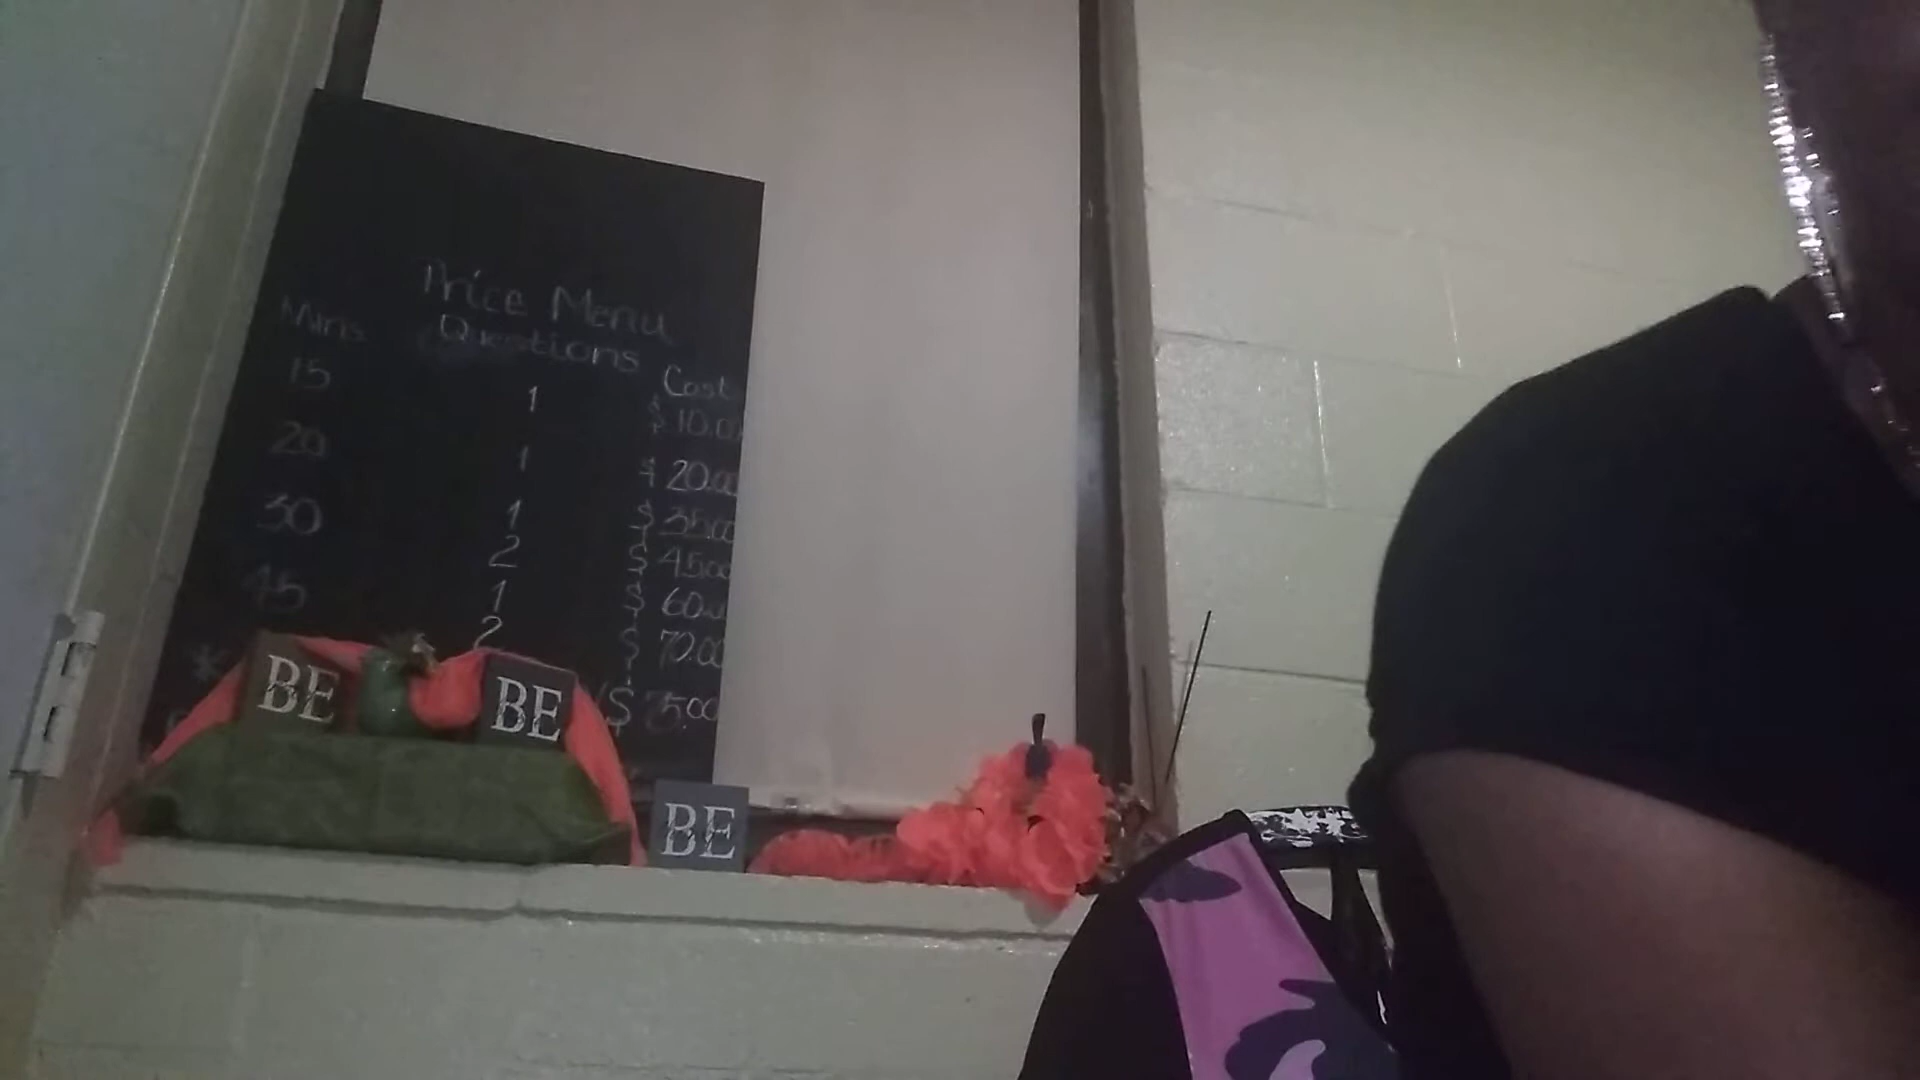 Price Menu
Mins Questions Cost
15 1 $10.00
20 1 $20.00
30 1 $35.00
2 $45.00
45 1 $60.00
2 $70.00
*
BE
BE
BE